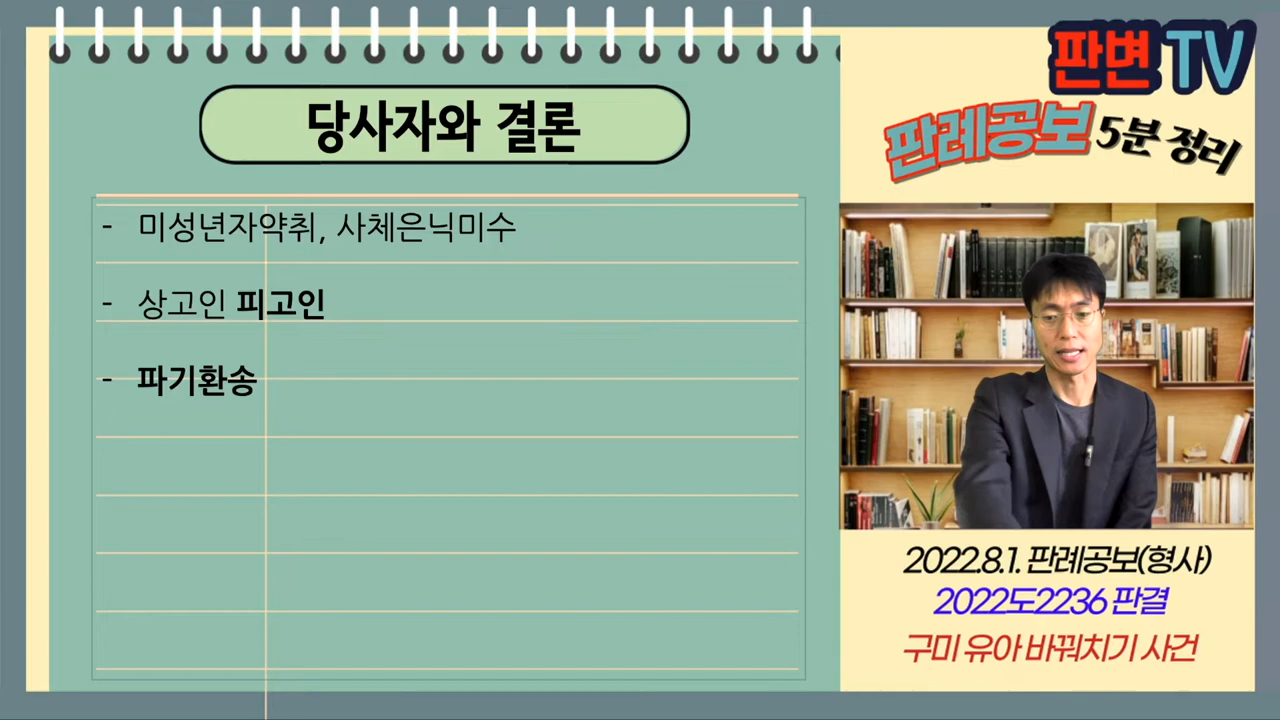 당사자와 결론
- 미성년자약취, 사체은닉미수
- 상고인 피고인
- 파기환송
판변 TV
판례공보 5분 정리
2022.8.1. 판례공보(형사)
2022도2236 판결
구미 유아 바꿔치기 사건